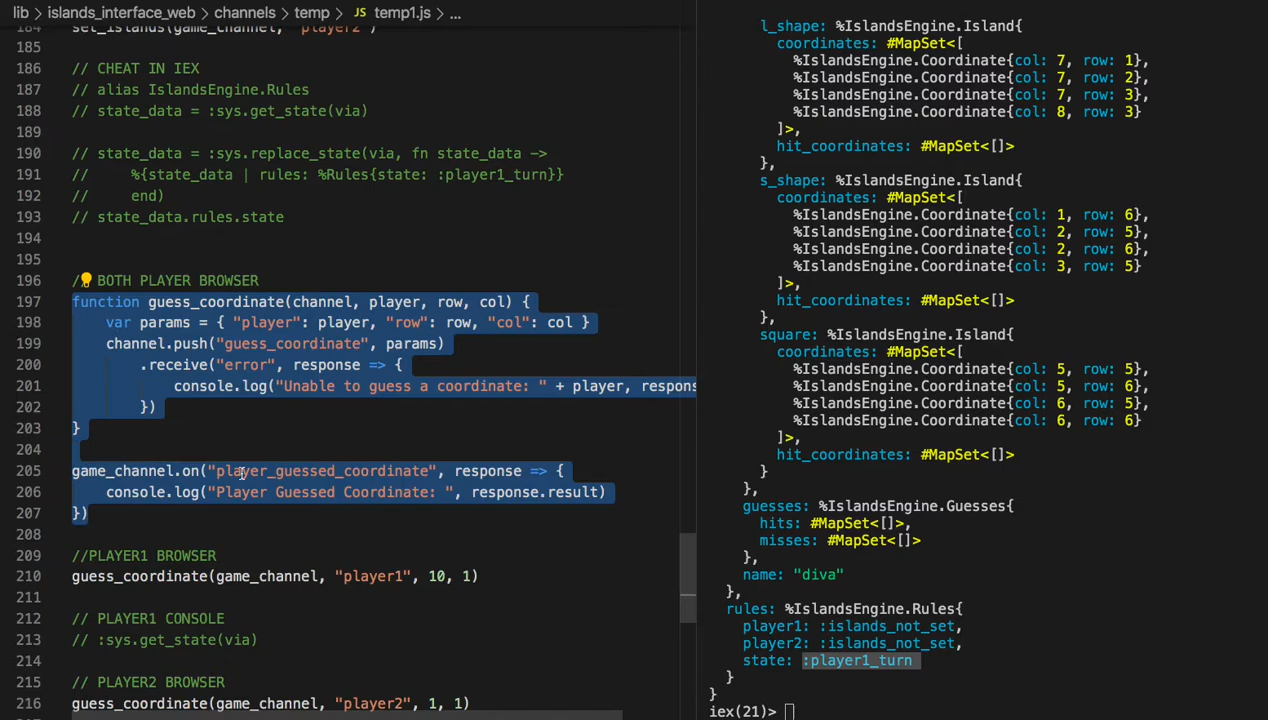 lib > islands_interface_web > channels > temp > JS temp1.js > ...
184 set_islands(game_channel, "player2")
185
186 // CHEAT IN IEX
187 // alias IslandsEngine.Rules
188 // state_data = :sys.get_state(via)
189
190 // state_data = :sys.replace_state(via, fn state_data ->
191 //     %{state_data | rules: %Rules{state: :player1_turn}}
192 //     end)
193 // state_data.rules.state
194
195
196 / BOTH PLAYER BROWSER
197 function guess_coordinate(channel, player, row, col) {
198     var params = { "player": player, "row": row, "col": col }
199     channel.push("guess_coordinate", params)
200         .receive("error", response => {
201             console.log("Unable to guess a coordinate: " + player, respons
202         })
203 }
204
205 game_channel.on("player_guessed_coordinate", response => {
206     console.log("Player Guessed Coordinate: ", response.result)
207 })
208
209 //PLAYER1 BROWSER
210 guess_coordinate(game_channel, "player1", 10, 1)
211
212 // PLAYER1 CONSOLE
213 // :sys.get_state(via)
214
215 // PLAYER2 BROWSER
216 guess_coordinate(game_channel, "player2", 1, 1)
l_shape: %IslandsEngine.Island{
coordinates: #MapSet<[
%IslandsEngine.Coordinate{col: 7, row: 1},
%IslandsEngine.Coordinate{col: 7, row: 2},
%IslandsEngine.Coordinate{col: 7, row: 3},
%IslandsEngine.Coordinate{col: 8, row: 3}
]>,
hit_coordinates: #MapSet<[]>
},
s_shape: %IslandsEngine.Island{
coordinates: #MapSet<[
%IslandsEngine.Coordinate{col: 1, row: 6},
%IslandsEngine.Coordinate{col: 2, row: 5},
%IslandsEngine.Coordinate{col: 2, row: 6},
%IslandsEngine.Coordinate{col: 3, row: 5}
]>,
hit_coordinates: #MapSet<[]>
},
square: %IslandsEngine.Island{
coordinates: #MapSet<[
%IslandsEngine.Coordinate{col: 5, row: 5},
%IslandsEngine.Coordinate{col: 5, row: 6},
%IslandsEngine.Coordinate{col: 6, row: 5},
%IslandsEngine.Coordinate{col: 6, row: 6}
]>,
hit_coordinates: #MapSet<[]>
}
},
guesses: %IslandsEngine.Guesses{
hits: #MapSet<[]>,
misses: #MapSet<[]>
},
name: "diva"
},
rules: %IslandsEngine.Rules{
player1: :islands_not_set,
player2: :islands_not_set,
state: :player1_turn
}
}
iex(21)>